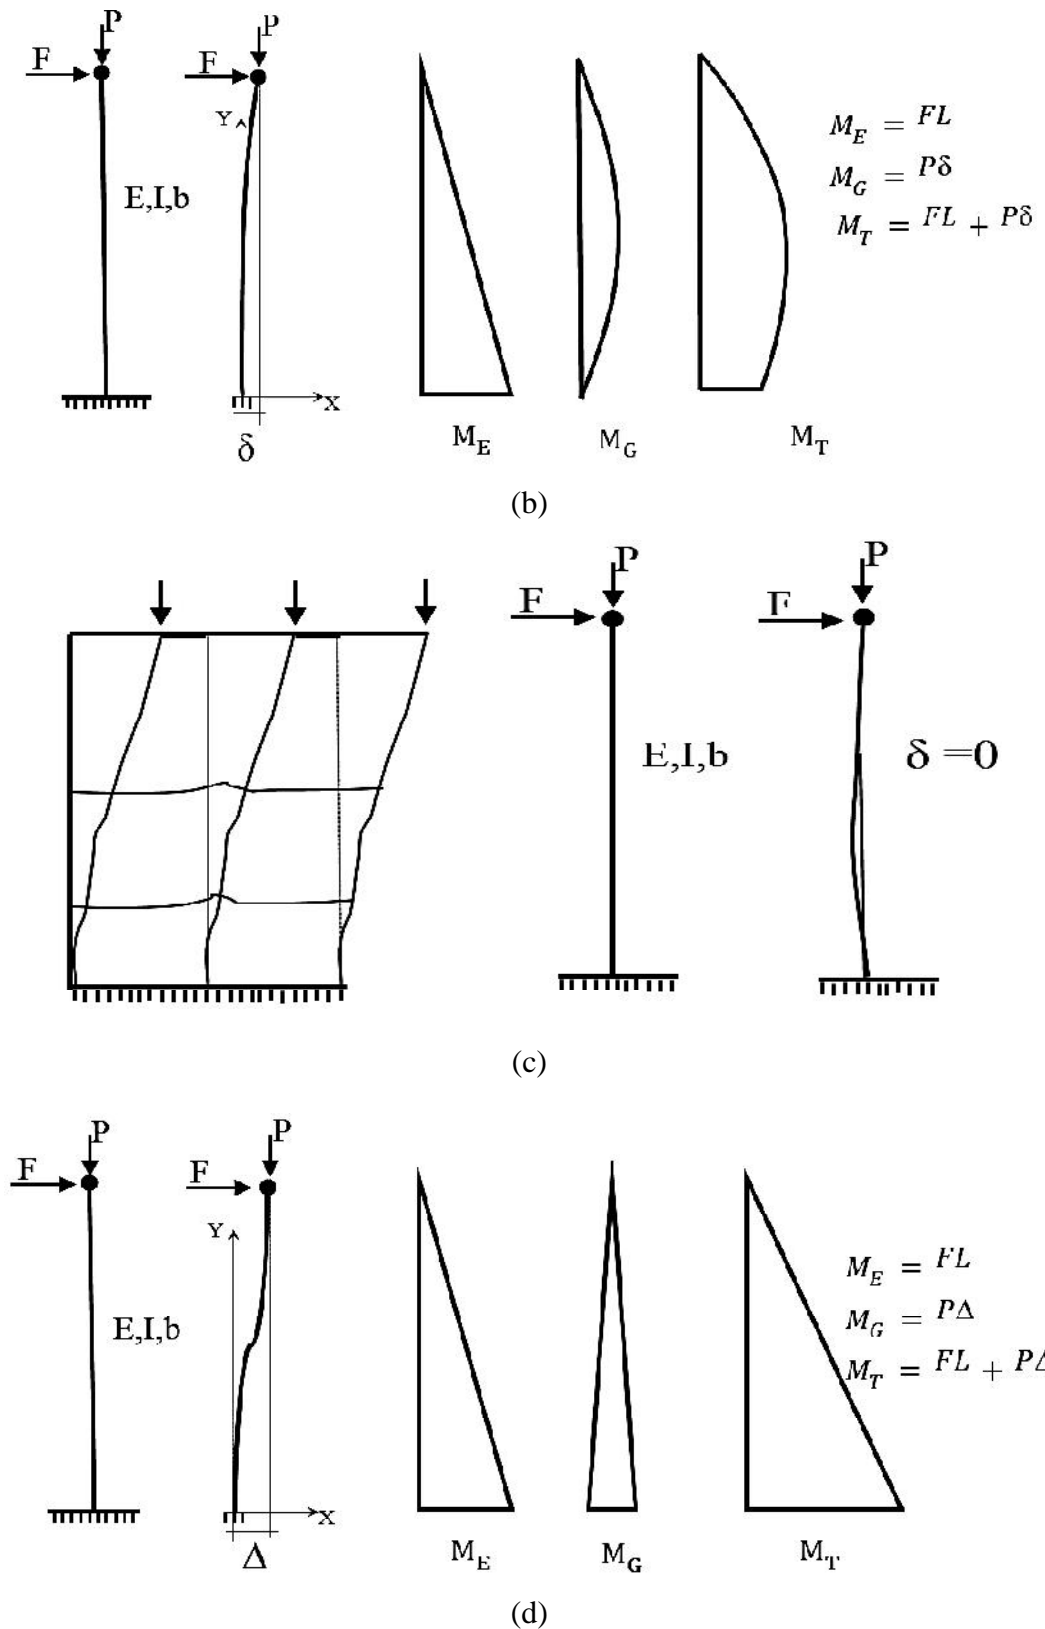 P
P
F
F
Y
E,I,b
X
δ
M_E
M_G
M_T
M_E = FL
M_G = Pδ
M_T = FL + Pδ
(b)
P
P
F
F
E,I,b
δ =0
(c)
P
P
F
F
Y
E,I,b
X
Δ
M_E
M_G
M_T
M_E = FL
M_G = PΔ
M_T = FL + PΔ
(d)